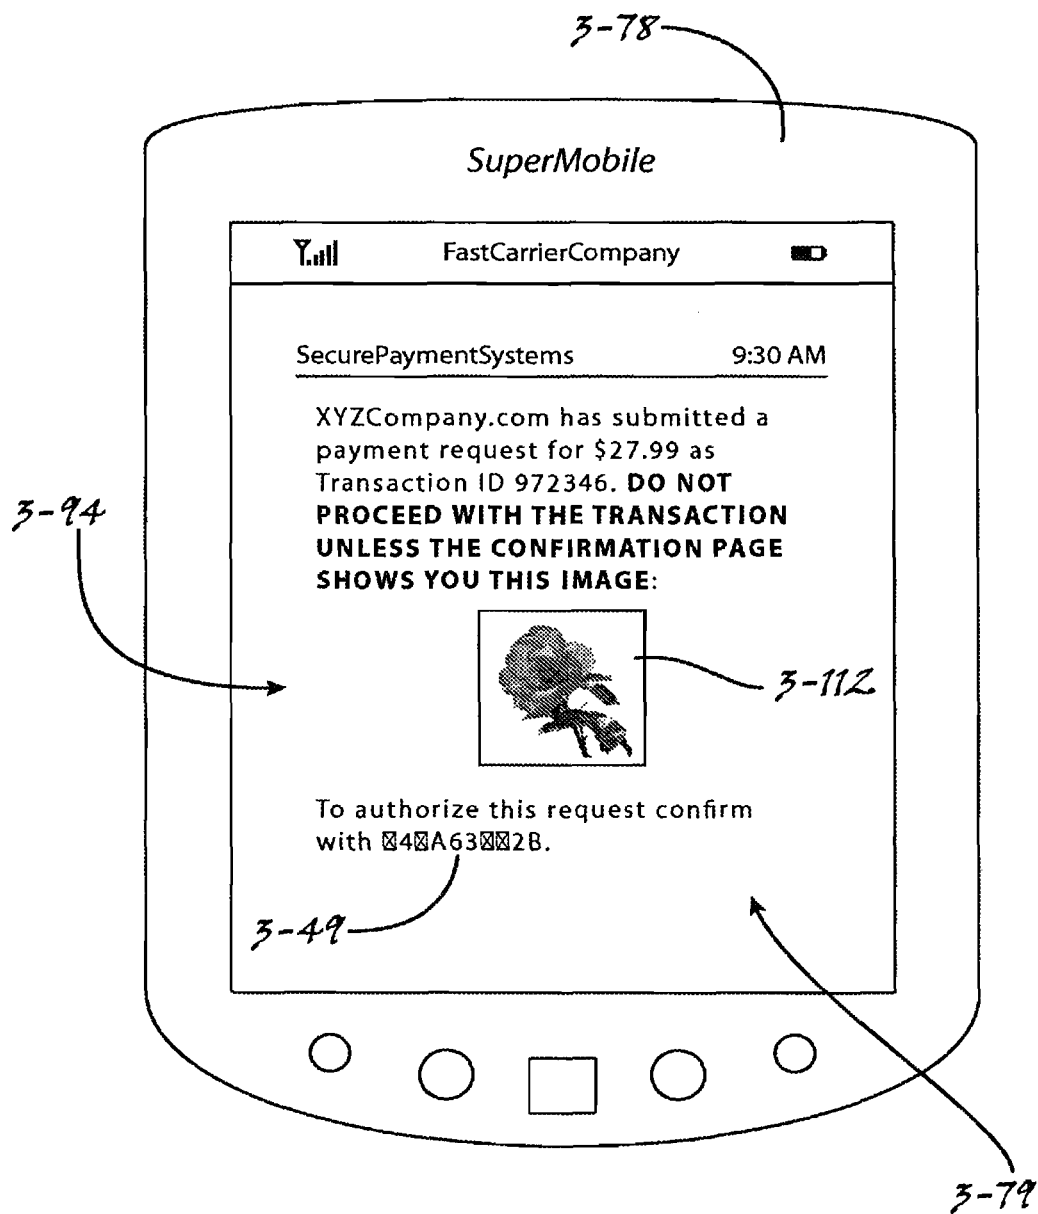 3-78
SuperMobile
FastCarrierCompany
SecurePaymentSystems 9:30 AM
XYZCompany.com has submitted a
payment request for $27.99 as
Transaction ID 972346. DO NOT
PROCEED WITH THE TRANSACTION
UNLESS THE CONFIRMATION PAGE
SHOWS YOU THIS IMAGE:
3-94
3-112
To authorize this request confirm
with ☒4☒A63☒☒2B.
3-49
3-79